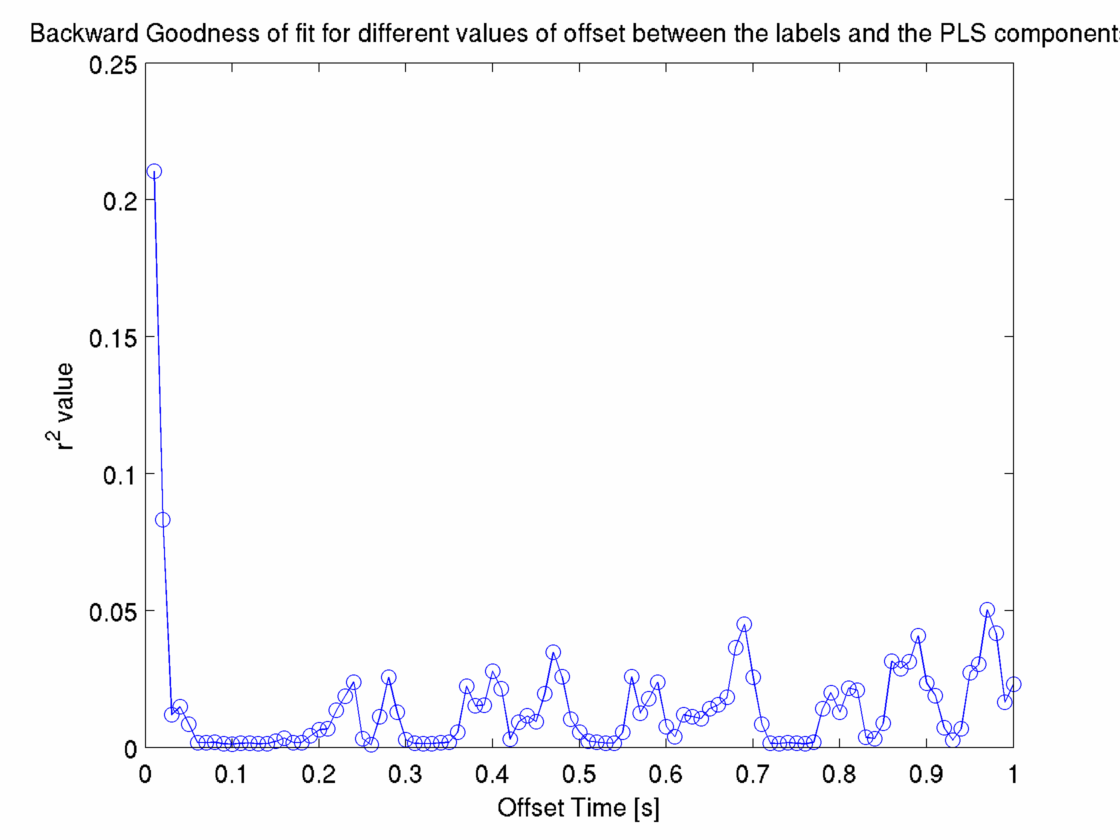 Backward Goodness of fit for different values of offset between the labels and the PLS component
0.25
0.2
0.15
0.1
0.05
0
r² value
0 0.1 0.2 0.3 0.4 0.5 0.6 0.7 0.8 0.9 1
Offset Time [s]